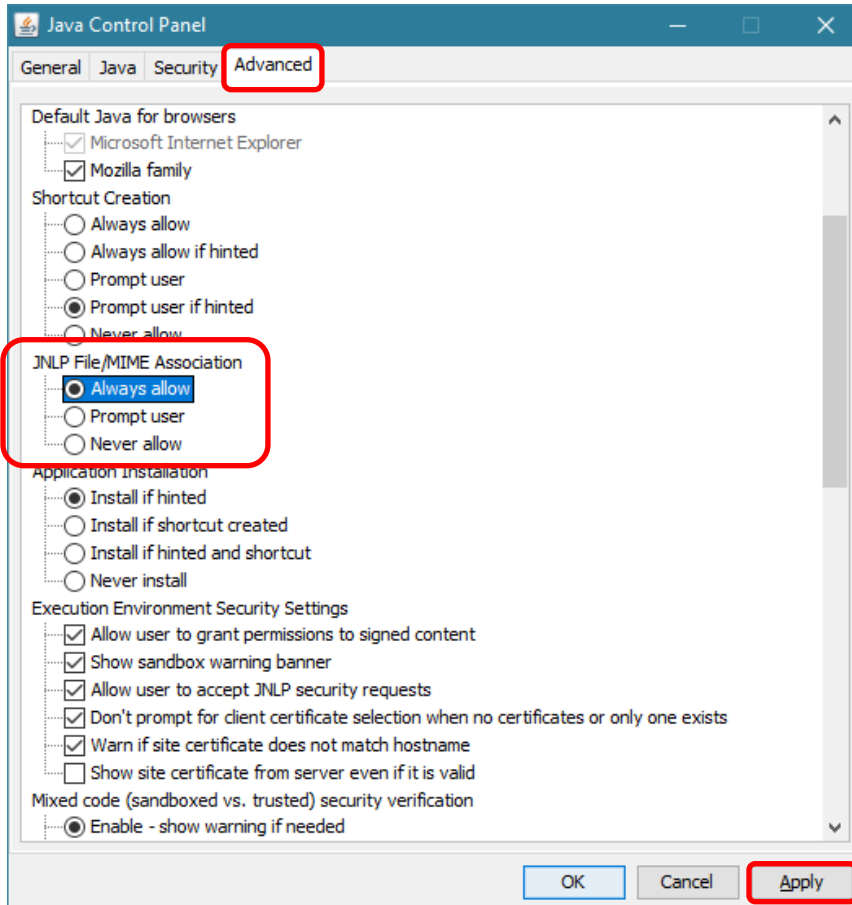 Java Control Panel
General Java Security Advanced
Default Java for browsers
Microsoft Internet Explorer
Mozilla family
Shortcut Creation
Always allow
Always allow if hinted
Prompt user
Prompt user if hinted
Never allow
JNLP File/MIME Association
Always allow
Prompt user
Never allow
Application Installation
Install if hinted
Install if shortcut created
Install if hinted and shortcut
Never install
Execution Environment Security Settings
Allow user to grant permissions to signed content
Show sandbox warning banner
Allow user to accept JNLP security requests
Don't prompt for client certificate selection when no certificates or only one exists
Warn if site certificate does not match hostname
Show site certificate from server even if it is valid
Mixed code (sandboxed vs. trusted) security verification
Enable - show warning if needed
OK Cancel Apply